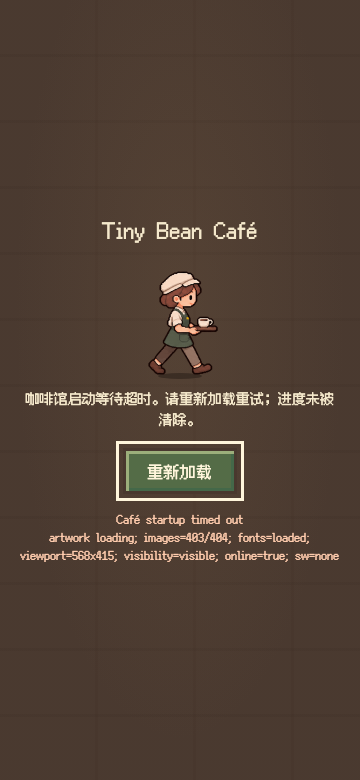 Tiny Bean Café
咖啡馆启动等待超时。请重新加载重试；进度未被
清除。
重新加载
Café startup timed out
artwork loading; images=403/404; fonts=loaded;
viewport=568x415; visibility=visible; online=true; sw=none